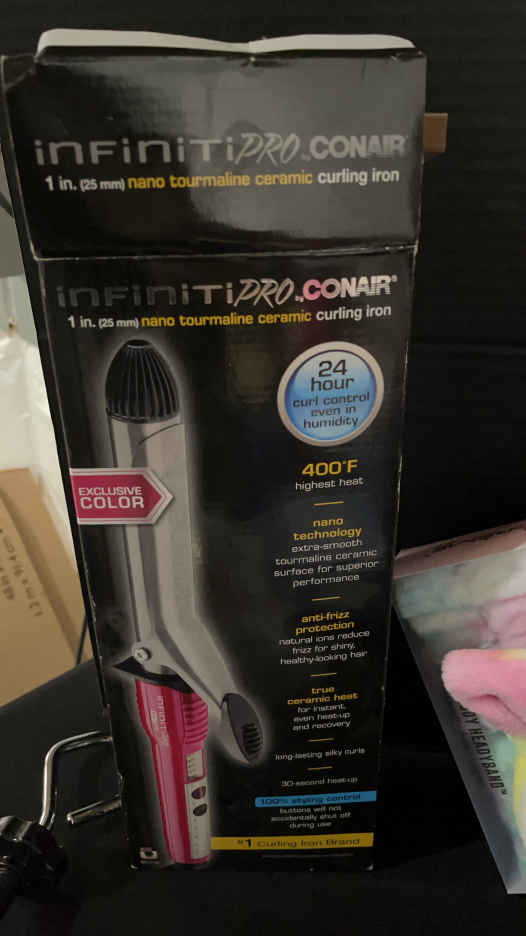 infiniTiPRO by CONAIR
1 in. (25 mm) nano tourmaline ceramic curling iron
infiniTiPRO by CONAIR®
1 in. (25 mm) nano tourmaline ceramic curling iron
24
hour
curl control
even in
humidity
EXCLUSIVE
COLOR
400°F
highest heat
nano
technology
extra-smooth
tourmaline ceramic
surface for superior
performance
anti-frizz
protection
natural ions reduce
frizz for shiny,
healthy-looking hair
true
ceramic heat
for instant,
even heat-up
and recovery
long-lasting silky curls
30-second heat-up
100% styling control
buttons will not
accidentally shut off
during use
#1 Curling Iron Brand
HEADYBAND™